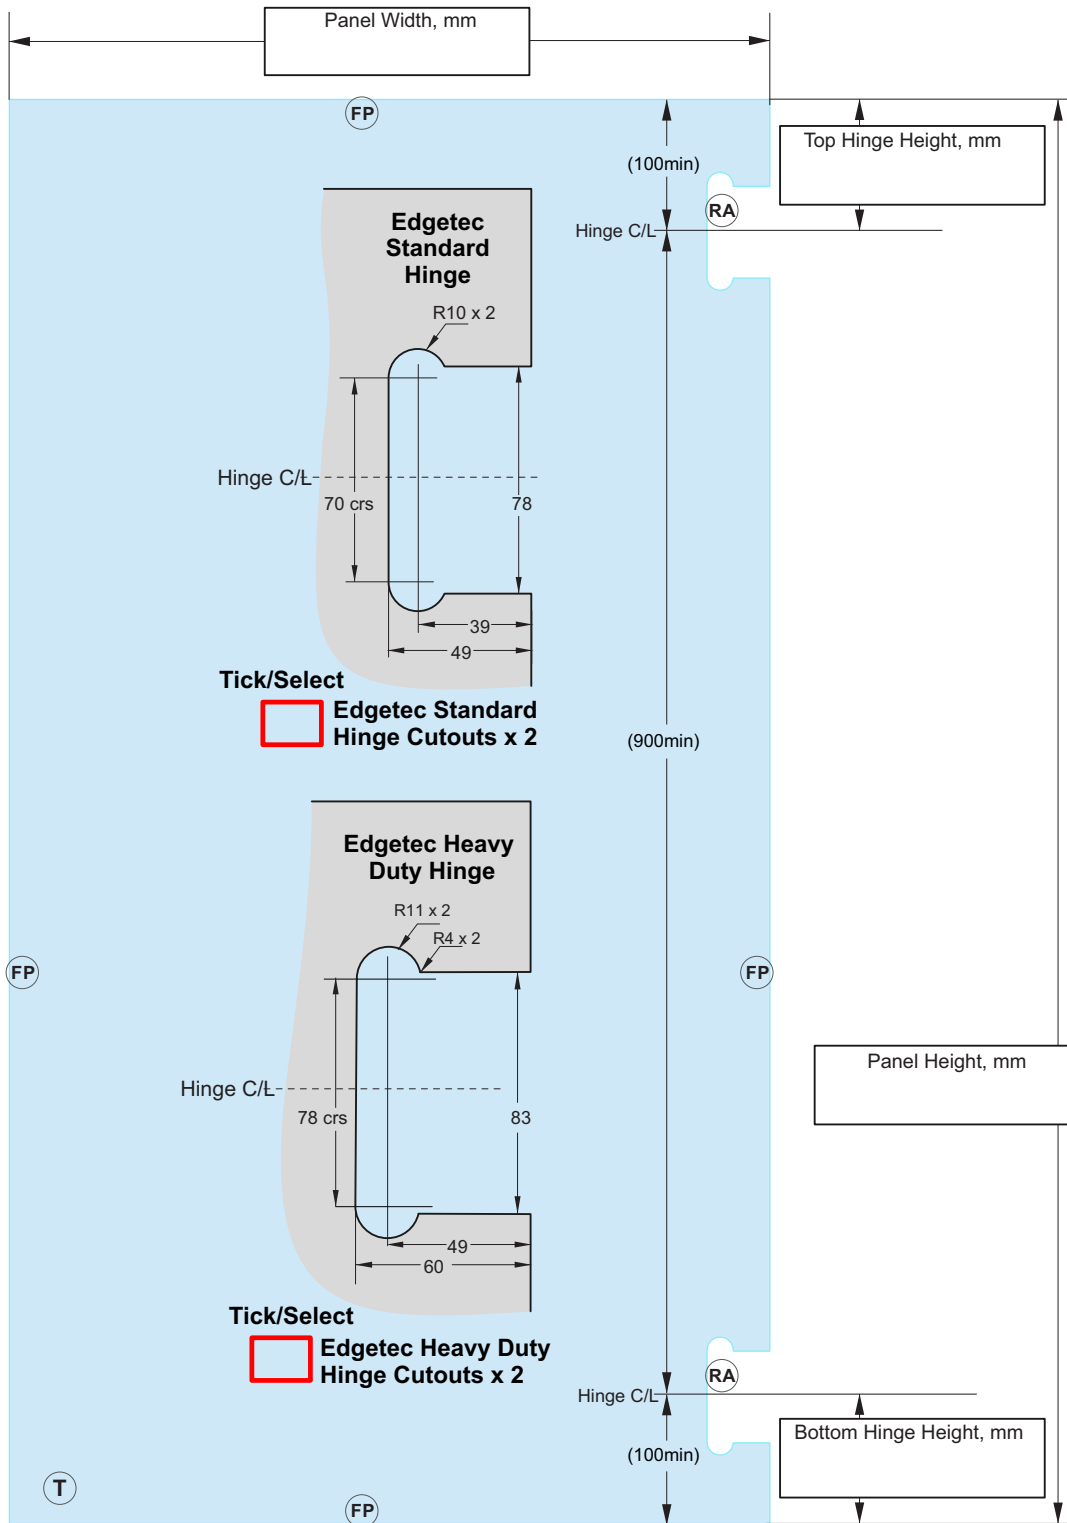 Panel Width, mm
FP
(100min)
Top Hinge Height, mm
RA
Hinge C/L
Edgetec
Standard
Hinge
R10 x 2
Hinge C/L
70 crs
78
39
49
Tick/Select
Edgetec Standard
Hinge Cutouts x 2
(900min)
Edgetec Heavy
Duty Hinge
R11 x 2
R4 x 2
FP
FP
Panel Height, mm
Hinge C/L
78 crs
83
49
60
Tick/Select
Edgetec Heavy Duty
Hinge Cutouts x 2
RA
Hinge C/L
Bottom Hinge Height, mm
(100min)
T
FP